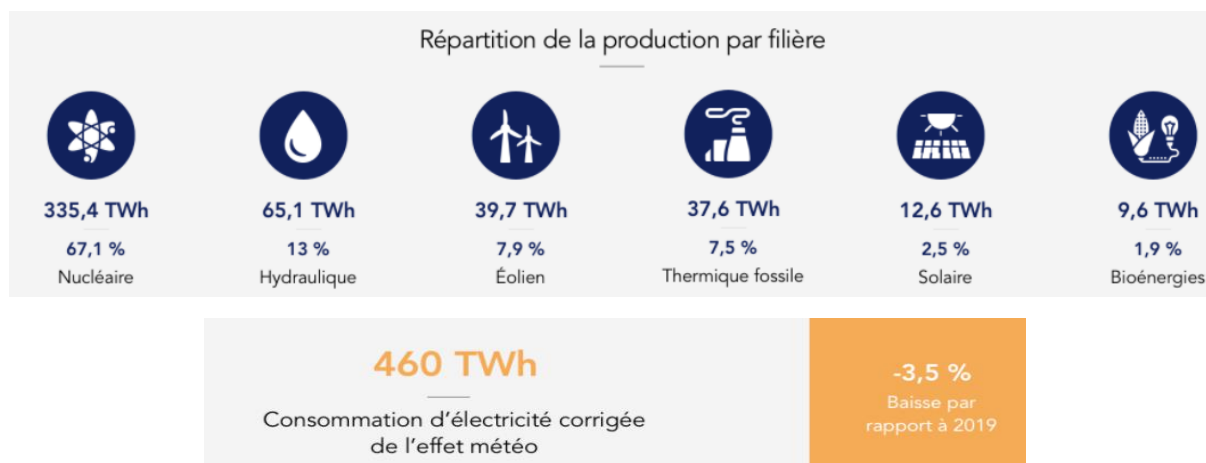 Répartition de la production par filière
335,4 TWh
67,1 %
Nucléaire
65,1 TWh
13 %
Hydraulique
39,7 TWh
7,9 %
Éolien
37,6 TWh
7,5 %
Thermique fossile
12,6 TWh
2,5 %
Solaire
9,6 TWh
1,9 %
Bioénergies
460 TWh
Consommation d'électricité corrigée
de l'effet météo
-3,5 %
Baisse par
rapport à 2019